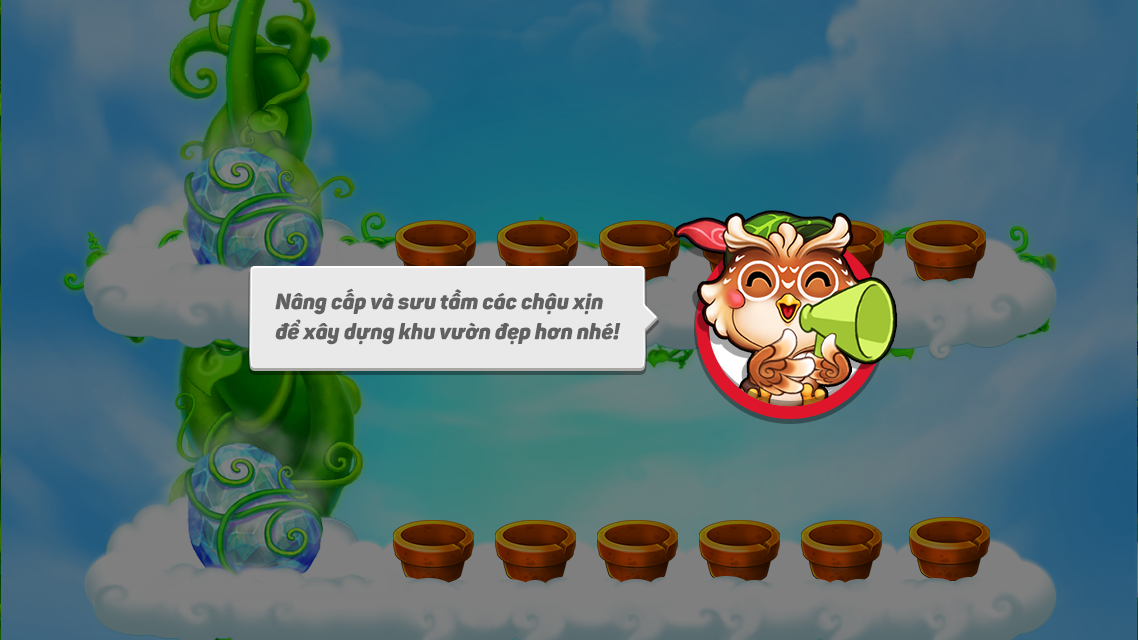 Nâng cấp và sưu tầm các chậu xịn
để xây dựng khu vườn đẹp hơn nhé!